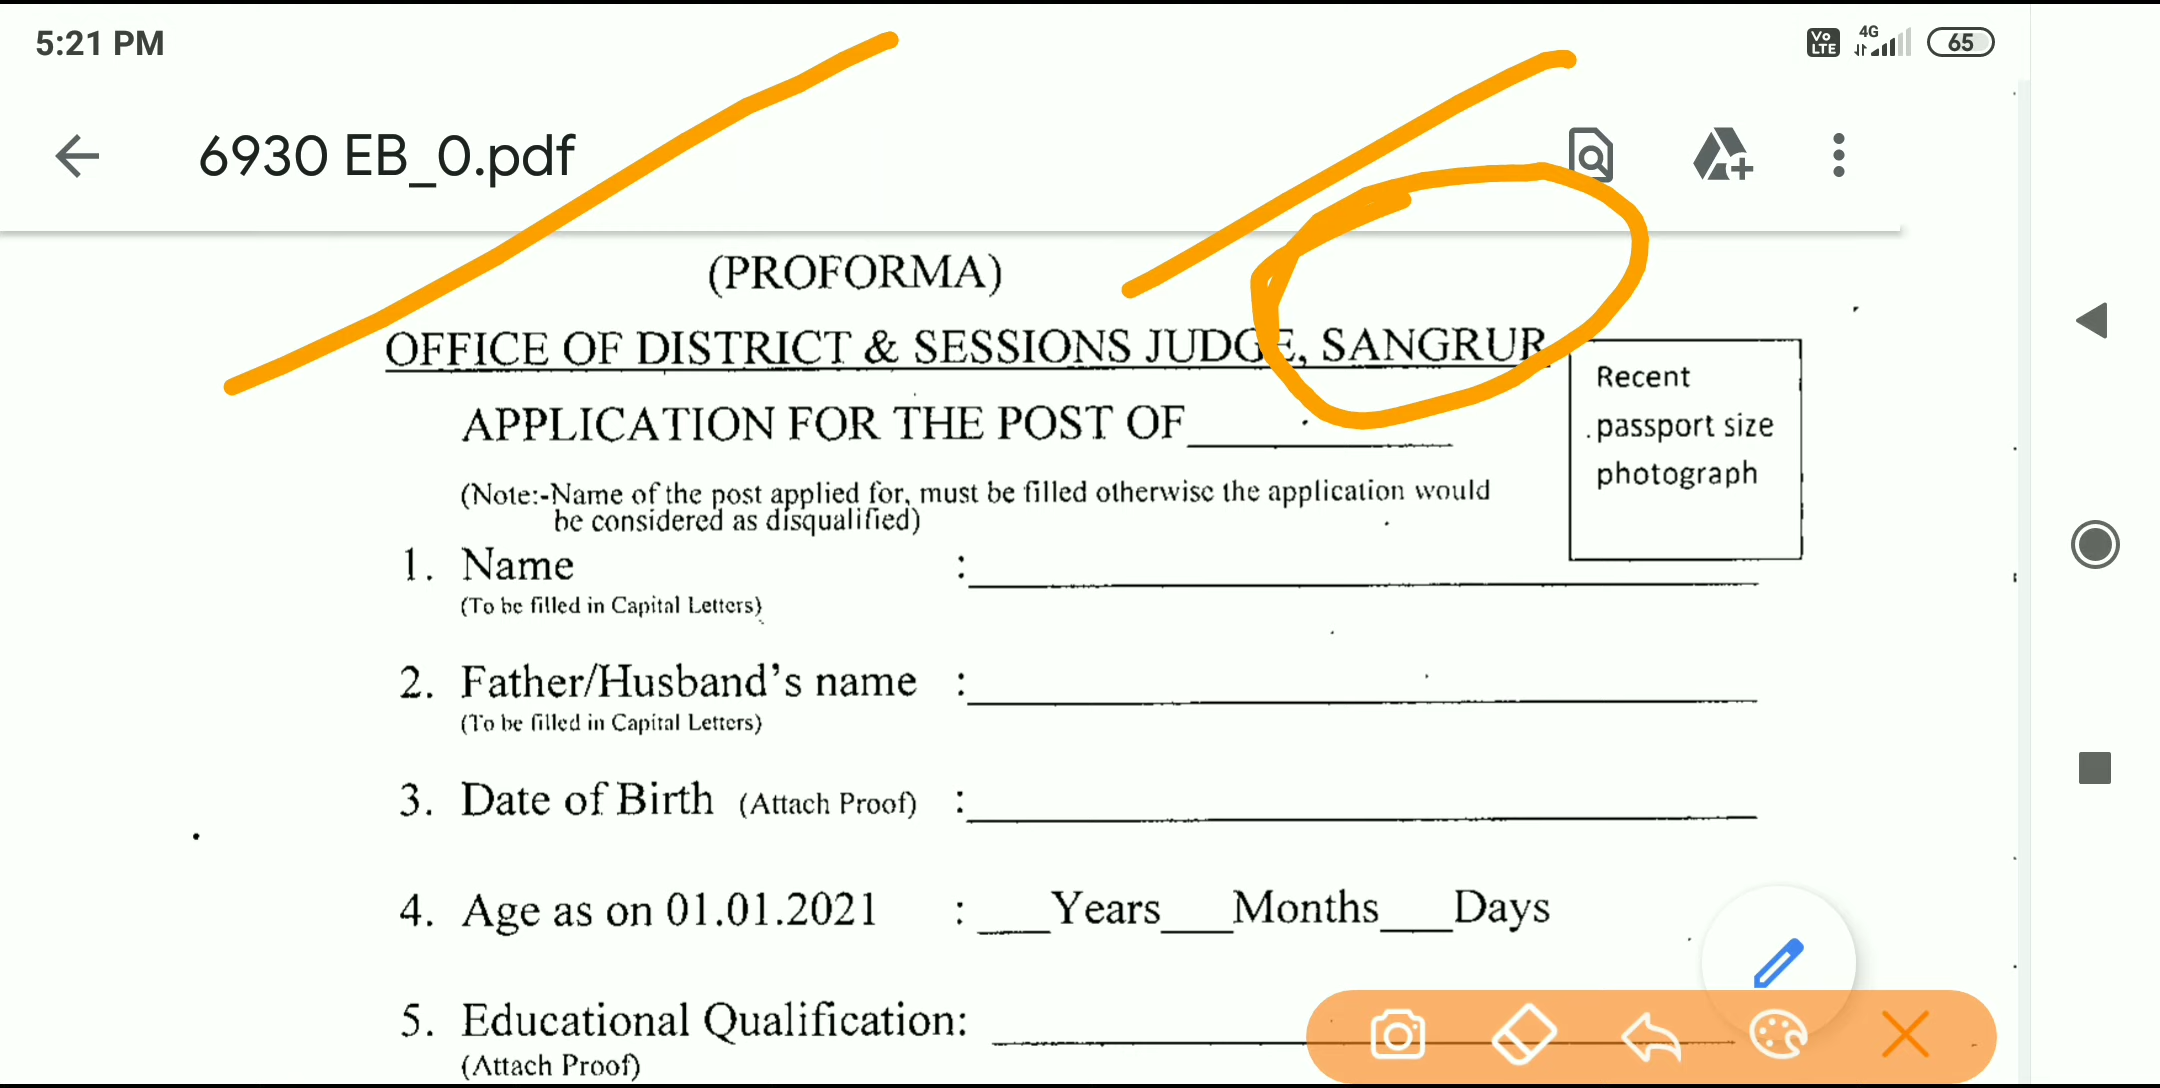 5:21 PM
Vo LTE 4G 65
6930 EB_0.pdf
(PROFORMA)
OFFICE OF DISTRICT & SESSIONS JUDGE, SANGRUR
APPLICATION FOR THE POST OF
Recent
passport size
photograph
(Note:-Name of the post applied for, must be filled otherwise the application would
be considered as disqualified)
1. Name :
(To be filled in Capital Letters)
2. Father/Husband's name :
(To be filled in Capital Letters)
3. Date of Birth (Attach Proof) :
4. Age as on 01.01.2021 : ___Years___Months___Days
5. Educational Qualification:
(Attach Proof)